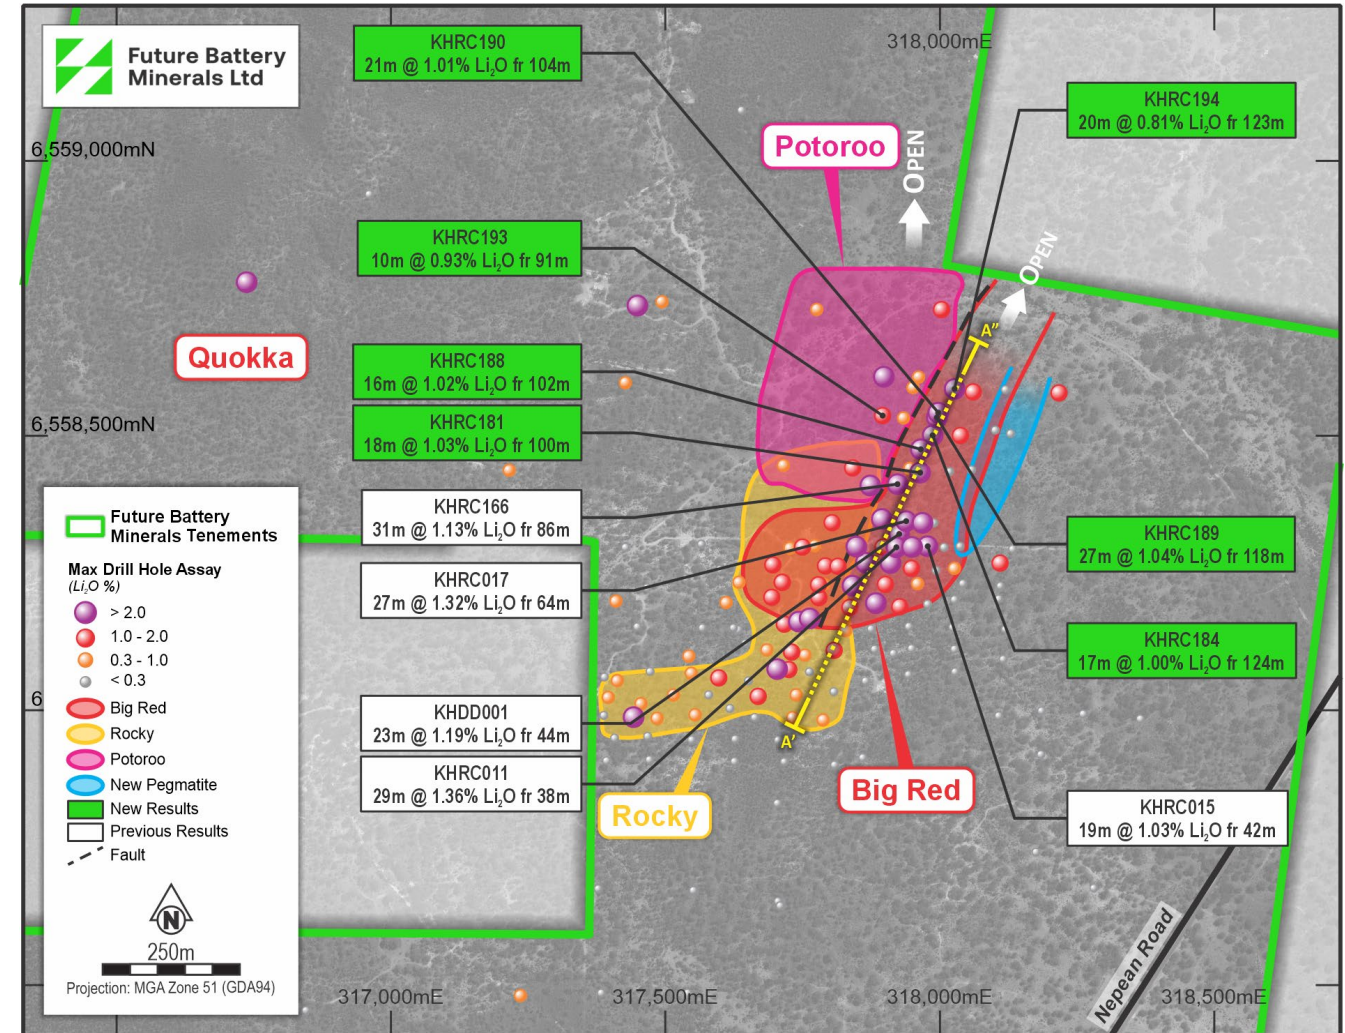 Future Battery
Minerals Ltd
KHRC190
21m @ 1.01% Li₂O fr 104m
318,000mE
KHRC194
20m @ 0.81% Li₂O fr 123m
6,559,000mN
Potoroo
OPEN
KHRC193
10m @ 0.93% Li₂O fr 91m
OPEN
A"
Quokka
KHRC188
16m @ 1.02% Li₂O fr 102m
6,558,500mN
KHRC181
18m @ 1.03% Li₂O fr 100m
KHRC166
31m @ 1.13% Li₂O fr 86m
KHRC189
27m @ 1.04% Li₂O fr 118m
KHRC017
27m @ 1.32% Li₂O fr 64m
KHRC184
17m @ 1.00% Li₂O fr 124m
6
KHDD001
23m @ 1.19% Li₂O fr 44m
A'
KHRC011
29m @ 1.36% Li₂O fr 38m
Rocky
Big Red
KHRC015
19m @ 1.03% Li₂O fr 42m
Future Battery
Minerals Tenements
Max Drill Hole Assay
(Li₂O %)
> 2.0
1.0 - 2.0
0.3 - 1.0
< 0.3
Big Red
Rocky
Potoroo
New Pegmatite
New Results
Previous Results
Fault
N
250m
Projection: MGA Zone 51 (GDA94)
317,000mE
317,500mE
318,000mE
318,500mE
Nepean Road